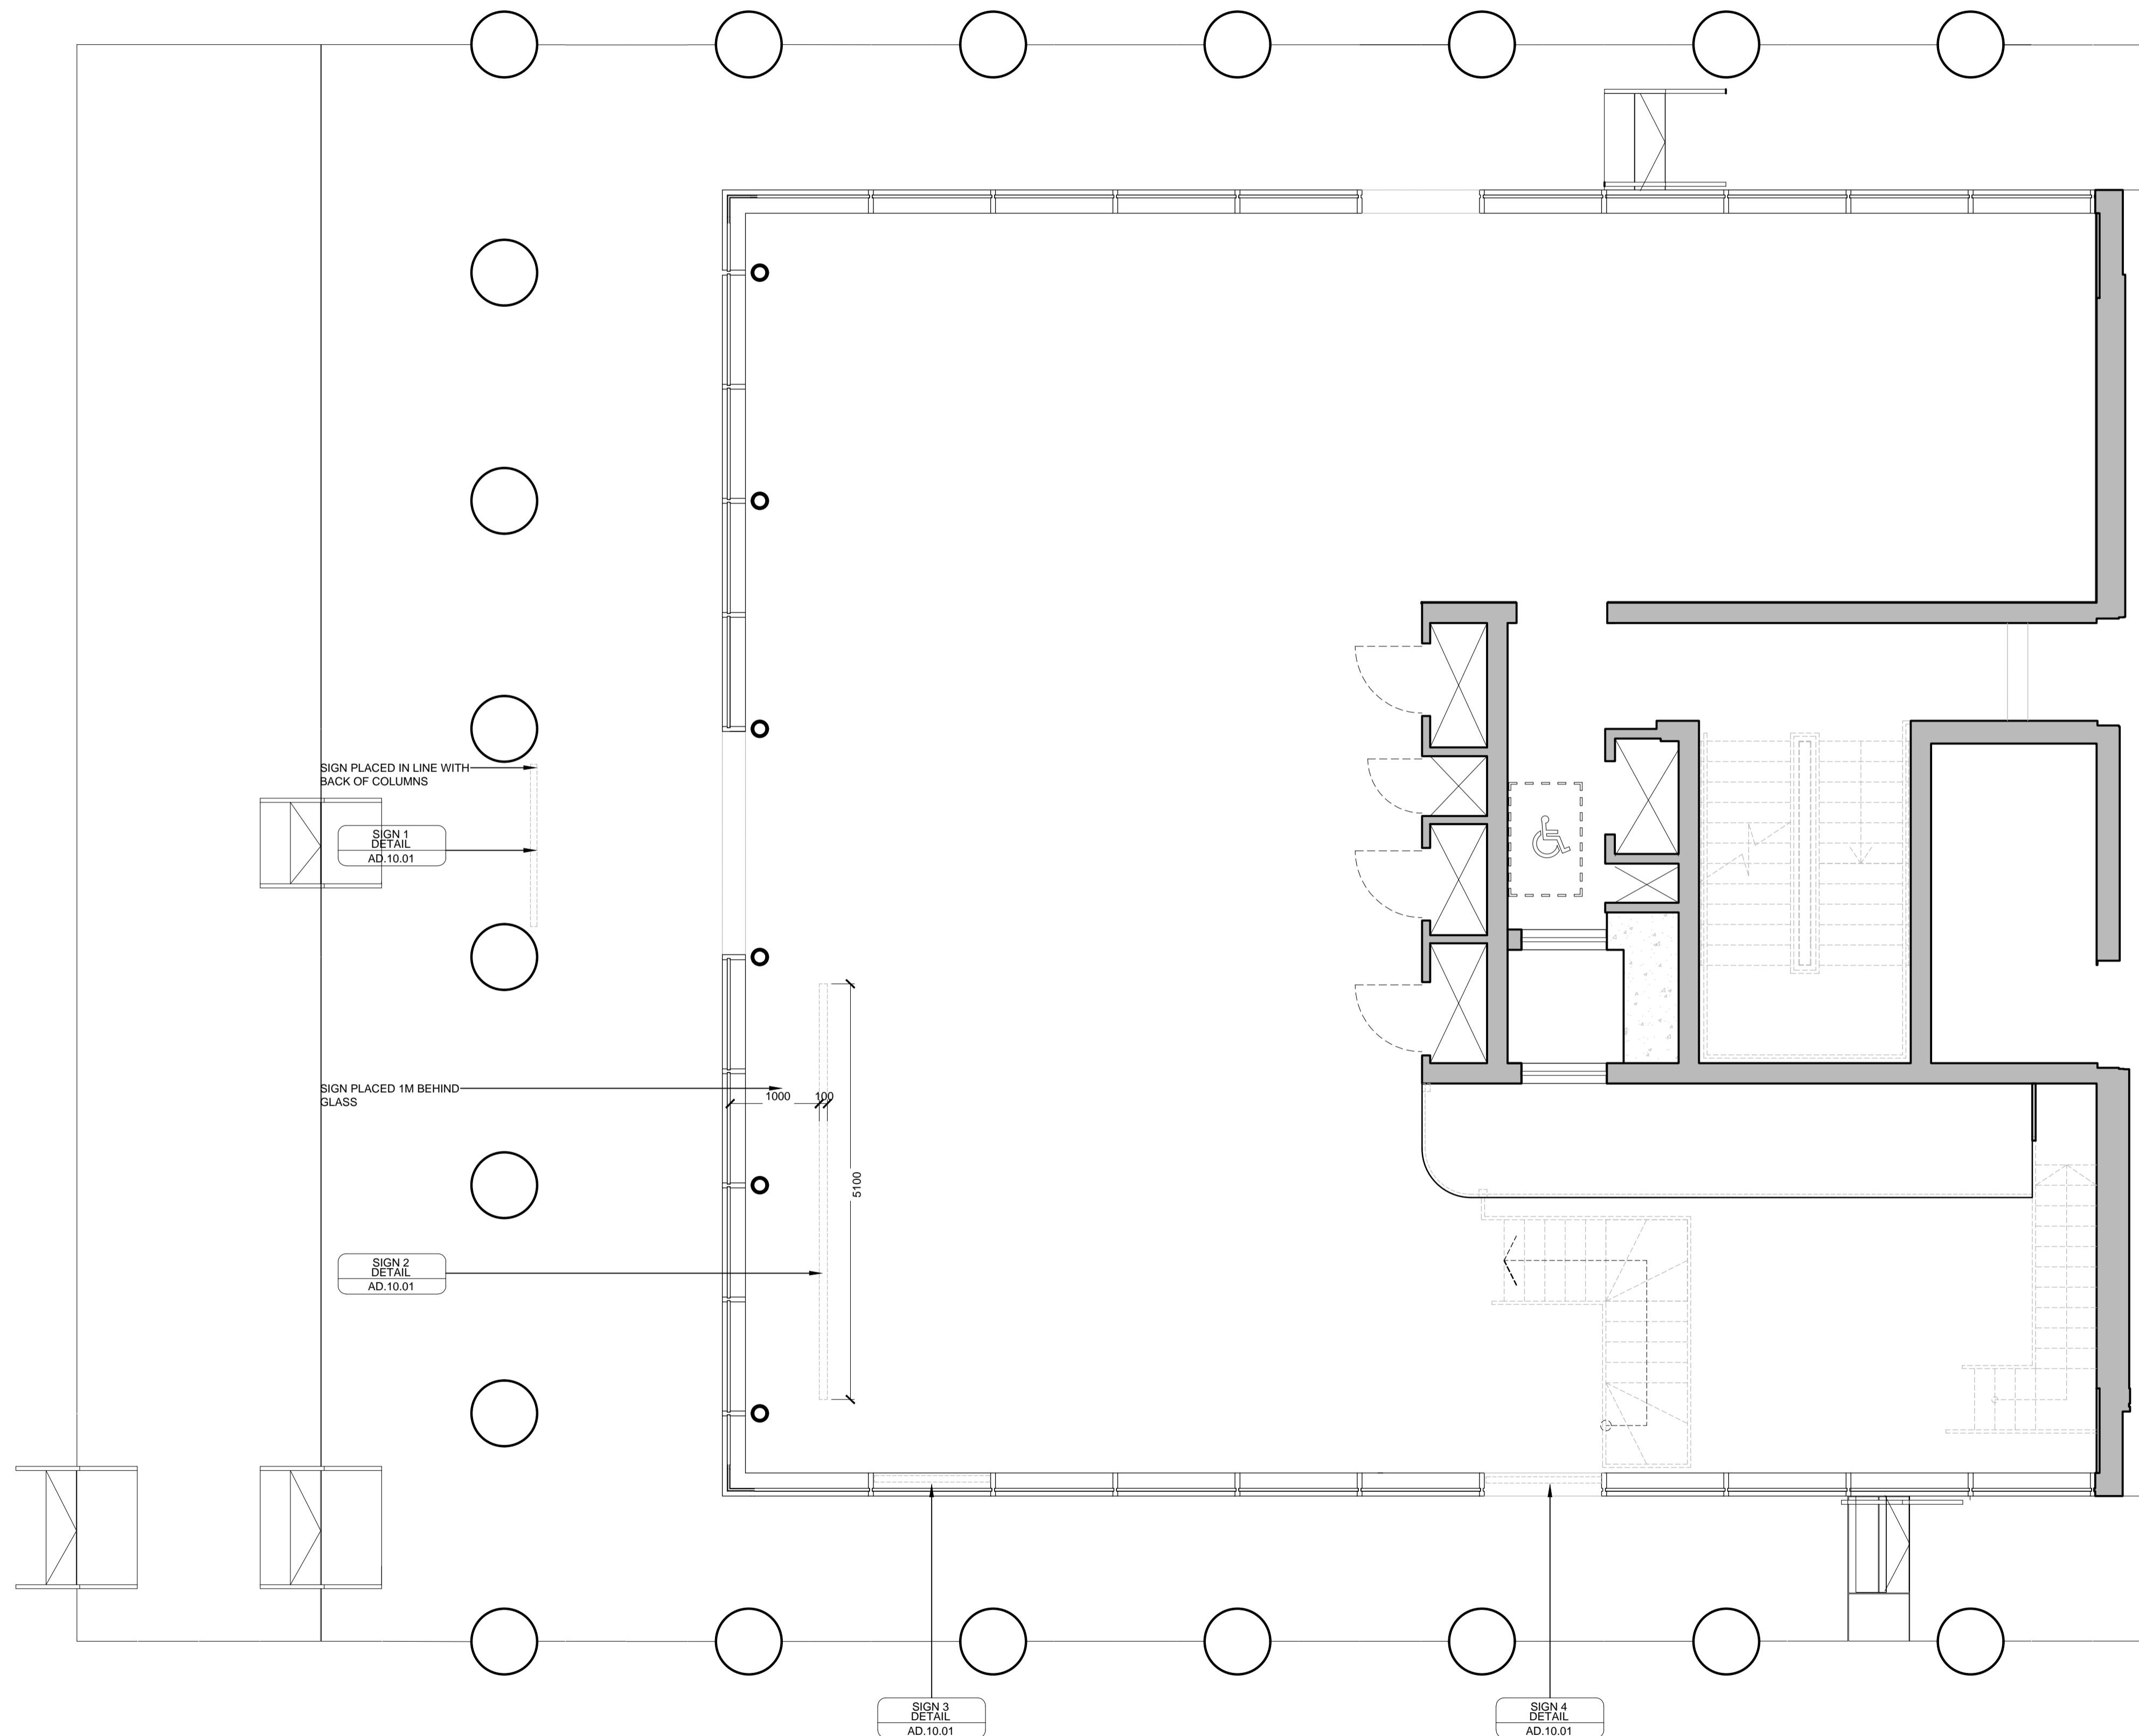 SIGN PLACED IN LINE WITH
BACK OF COLUMNS
SIGN 1
DETAIL
AD.10.01
SIGN PLACED 1M BEHIND
GLASS
1000
100
5100
SIGN 2
DETAIL
AD.10.01
SIGN 3
DETAIL
AD.10.01
SIGN 4
DETAIL
AD.10.01